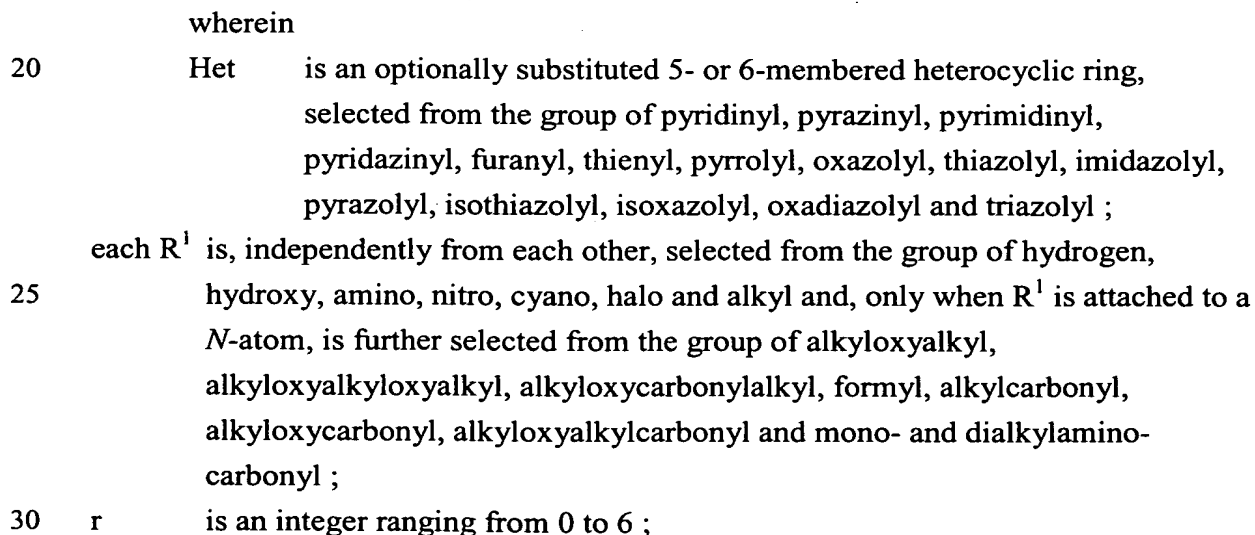 wherein
20 Het is an optionally substituted 5- or 6-membered heterocyclic ring,
selected from the group of pyridinyl, pyrazinyl, pyrimidinyl,
pyridazinyl, furanyl, thienyl, pyrrolyl, oxazolyl, thiazolyl, imidazolyl,
pyrazolyl, isothiazolyl, isoxazolyl, oxadiazolyl and triazolyl ;
each R¹ is, independently from each other, selected from the group of hydrogen,
25 hydroxy, amino, nitro, cyano, halo and alkyl and, only when R¹ is attached to a
N-atom, is further selected from the group of alkyloxyalkyl,
alkyloxyalkyloxyalkyl, alkyloxycarbonylalkyl, formyl, alkylcarbonyl,
alkyloxycarbonyl, alkyloxyalkylcarbonyl and mono- and dialkylamino-
carbonyl ;
30 r is an integer ranging from 0 to 6 ;